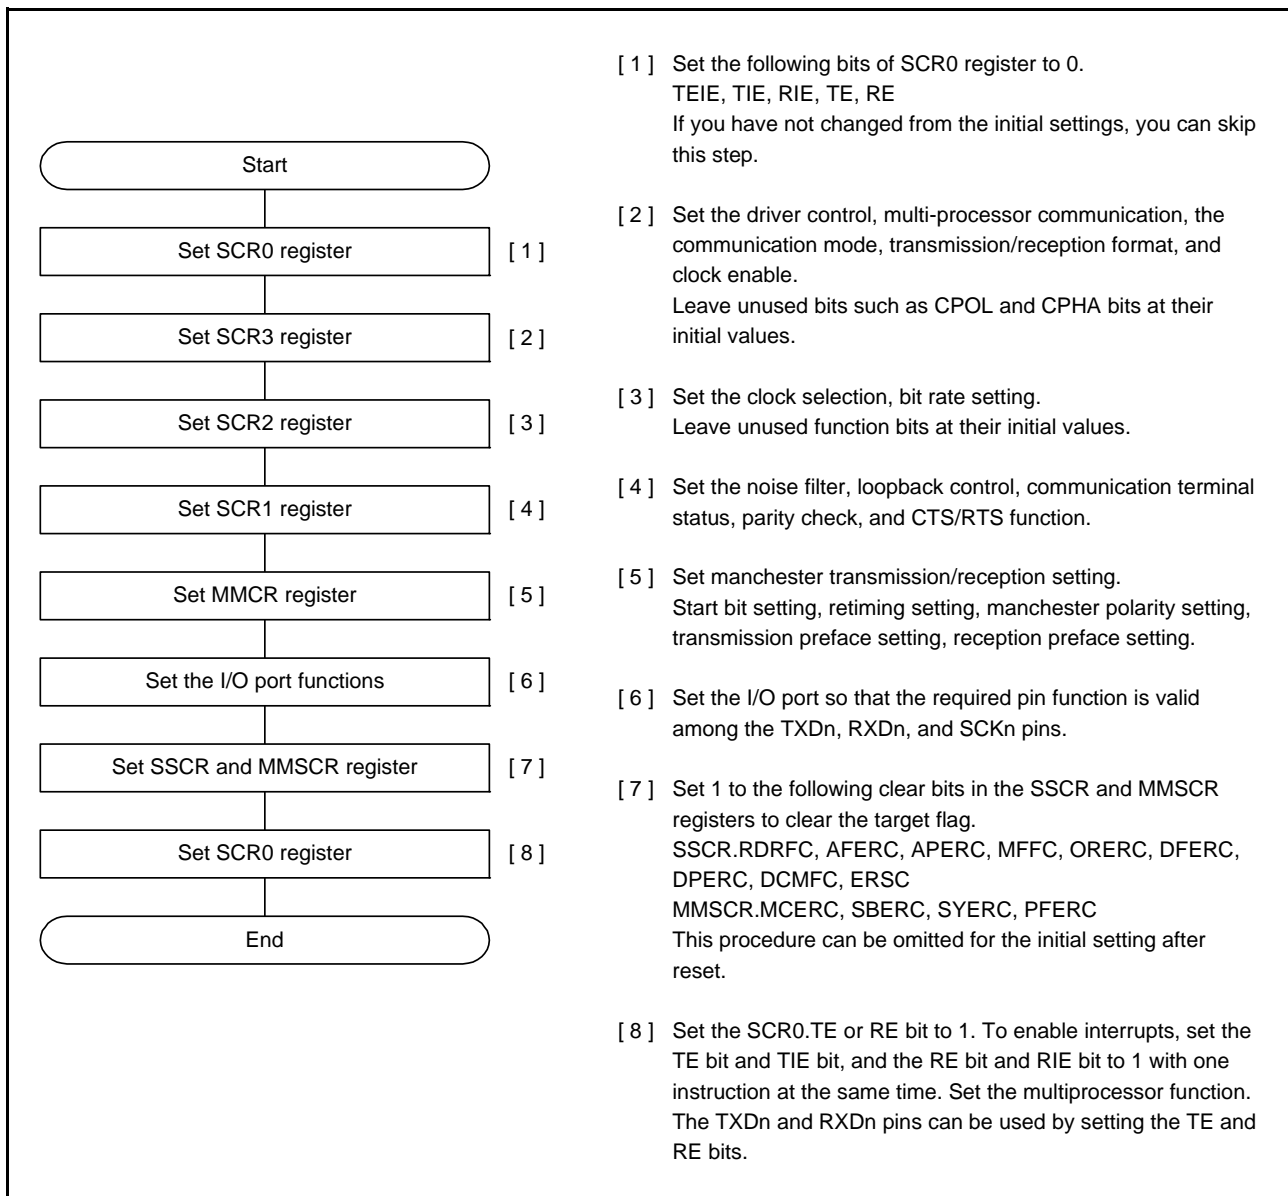 Start
Set SCR0 register
[ 1 ]
Set SCR3 register
[ 2 ]
Set SCR2 register
[ 3 ]
Set SCR1 register
[ 4 ]
Set MMCR register
[ 5 ]
Set the I/O port functions
[ 6 ]
Set SSCR and MMSCR register
[ 7 ]
Set SCR0 register
[ 8 ]
End
[ 1 ] Set the following bits of SCR0 register to 0.
TEIE, TIE, RIE, TE, RE
If you have not changed from the initial settings, you can skip
this step.
[ 2 ] Set the driver control, multi-processor communication, the
communication mode, transmission/reception format, and
clock enable.
Leave unused bits such as CPOL and CPHA bits at their
initial values.
[ 3 ] Set the clock selection, bit rate setting.
Leave unused function bits at their initial values.
[ 4 ] Set the noise filter, loopback control, communication terminal
status, parity check, and CTS/RTS function.
[ 5 ] Set manchester transmission/reception setting.
Start bit setting, retiming setting, manchester polarity setting,
transmission preface setting, reception preface setting.
[ 6 ] Set the I/O port so that the required pin function is valid
among the TXDn, RXDn, and SCKn pins.
[ 7 ] Set 1 to the following clear bits in the SSCR and MMSCR
registers to clear the target flag.
SSCR.RDRFC, AFERC, APERC, MFFC, ORERC, DFERC,
DPERC, DCMFC, ERSC
MMSCR.MCERC, SBERC, SYERC, PFERC
This procedure can be omitted for the initial setting after
reset.
[ 8 ] Set the SCR0.TE or RE bit to 1. To enable interrupts, set the
TE bit and TIE bit, and the RE bit and RIE bit to 1 with one
instruction at the same time. Set the multiprocessor function.
The TXDn and RXDn pins can be used by setting the TE and
RE bits.